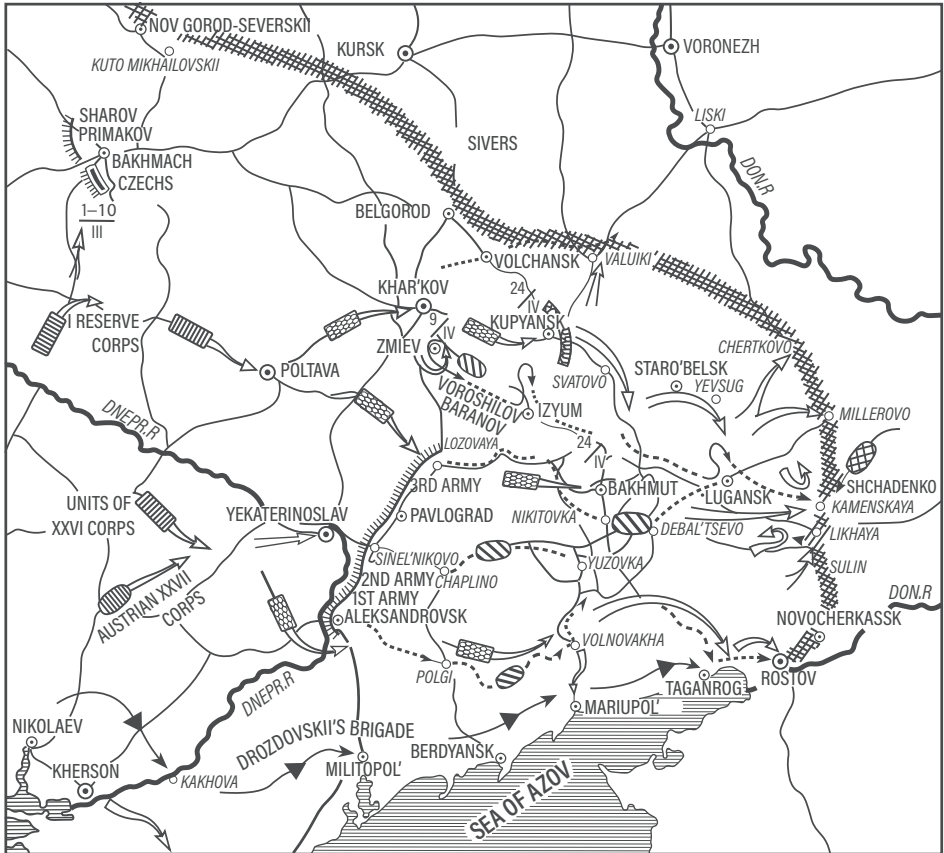 NOV GOROD-SEVERSKII
KUTO MIKHAILOVSKII
KURSK
VORONEZH
LISKI
SHAROV
PRIMAKOV
BAKHMACH
CZECHS
SIVERS
DON.R
1–10
III
BELGOROD
VOLCHANSK
VALUIKI
KHAR'KOV
24
IV
KUPYANSK
9
IV
ZMIEV
I RESERVE
CORPS
POLTAVA
CHERTKOVO
SVATOVO
STARO'BELSK
YEVSUG
VOROSHILOV
BARANOV
IZYUM
MILLEROVO
DNEPR.R
LOZOVAYA
24
IV
3RD ARMY
BAKHMUT
LUGANSK
SHCHADENKO
KAMENSKAYA
UNITS OF
XXVI CORPS
YEKATERINOSLAV
PAVLOGRAD
NIKITOVKA
DEBAL'TSEVO
LIKHAYA
SINEL'NIKOVO
YUZOVKA
SULIN
2ND ARMY
CHAPLINO
1ST ARMY
AUSTRIAN XXVII
CORPS
ALEKSANDROVSK
DON.R
NOVOCHERKASSK
VOLNOVAKHA
POLGI
ROSTOV
TAGANROG
DNEPR.R
MARIUPOL'
NIKOLAEV
DROZDOVSKII'S BRIGADE
BERDYANSK
KHERSON
KAKHOVA
MILITOPOL'
SEA OF AZOV